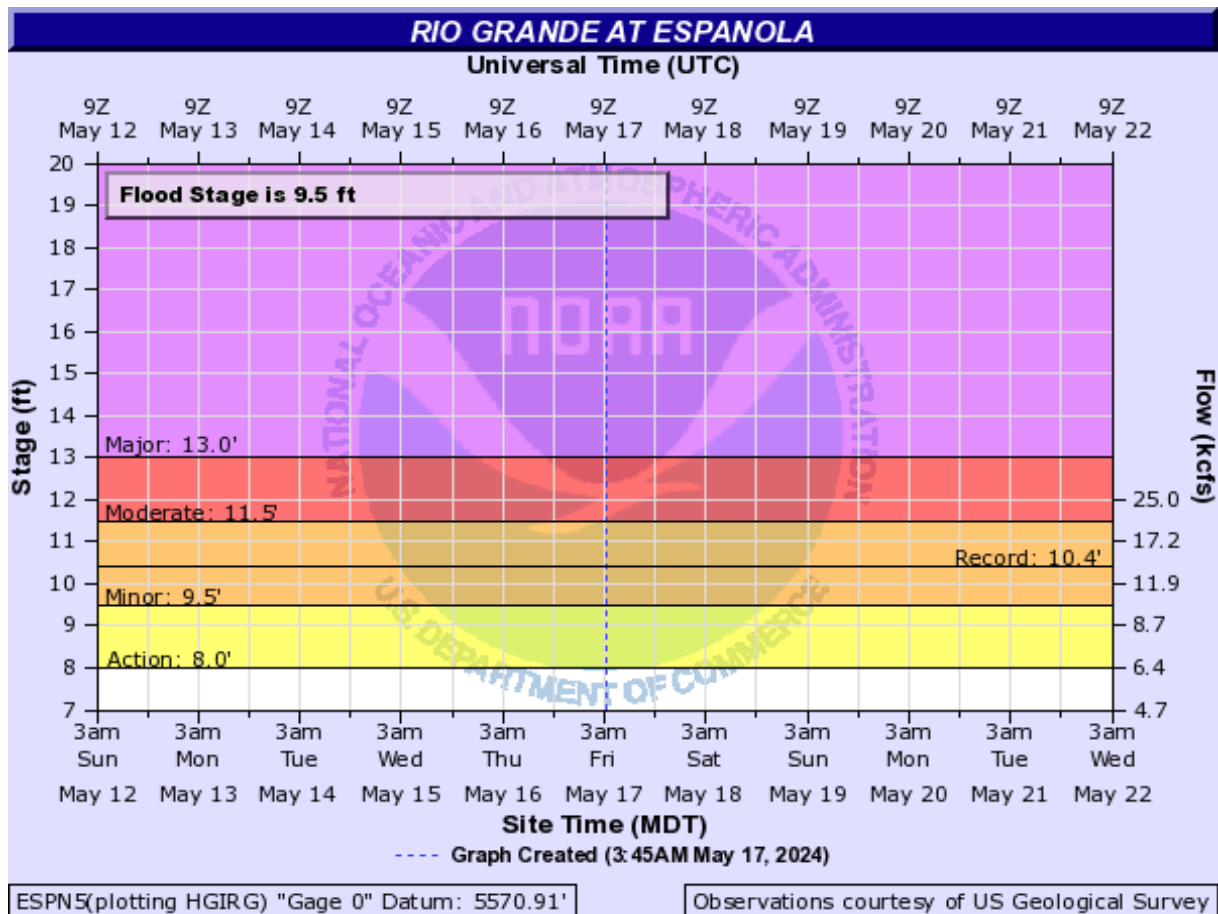 RIO GRANDE AT ESPANOLA
Universal Time (UTC)
9Z 9Z 9Z 9Z 9Z 9Z 9Z 9Z 9Z 9Z 9Z
May 12 May 13 May 14 May 15 May 16 May 17 May 18 May 19 May 20 May 21 May 22
Flood Stage is 9.5 ft
NATIONAL OCEANIC AND ATMOSPHERIC ADMINISTRATION
NOAA
U.S. DEPARTMENT OF COMMERCE
Stage (ft)
20
19
18
17
16
15
14
13
12
11
10
9
8
7
Major: 13.0'
Moderate: 11.5'
Record: 10.4'
Minor: 9.5'
Action: 8.0'
Flow (kcfs)
25.0
17.2
11.9
8.7
6.4
4.7
3am 3am 3am 3am 3am 3am 3am 3am 3am 3am 3am
Sun Mon Tue Wed Thu Fri Sat Sun Mon Tue Wed
May 12 May 13 May 14 May 15 May 16 May 17 May 18 May 19 May 20 May 21 May 22
Site Time (MDT)
---- Graph Created (3:45AM May 17, 2024)
ESPN5(plotting HGIRG) "Gage 0" Datum: 5570.91'
Observations courtesy of US Geological Survey